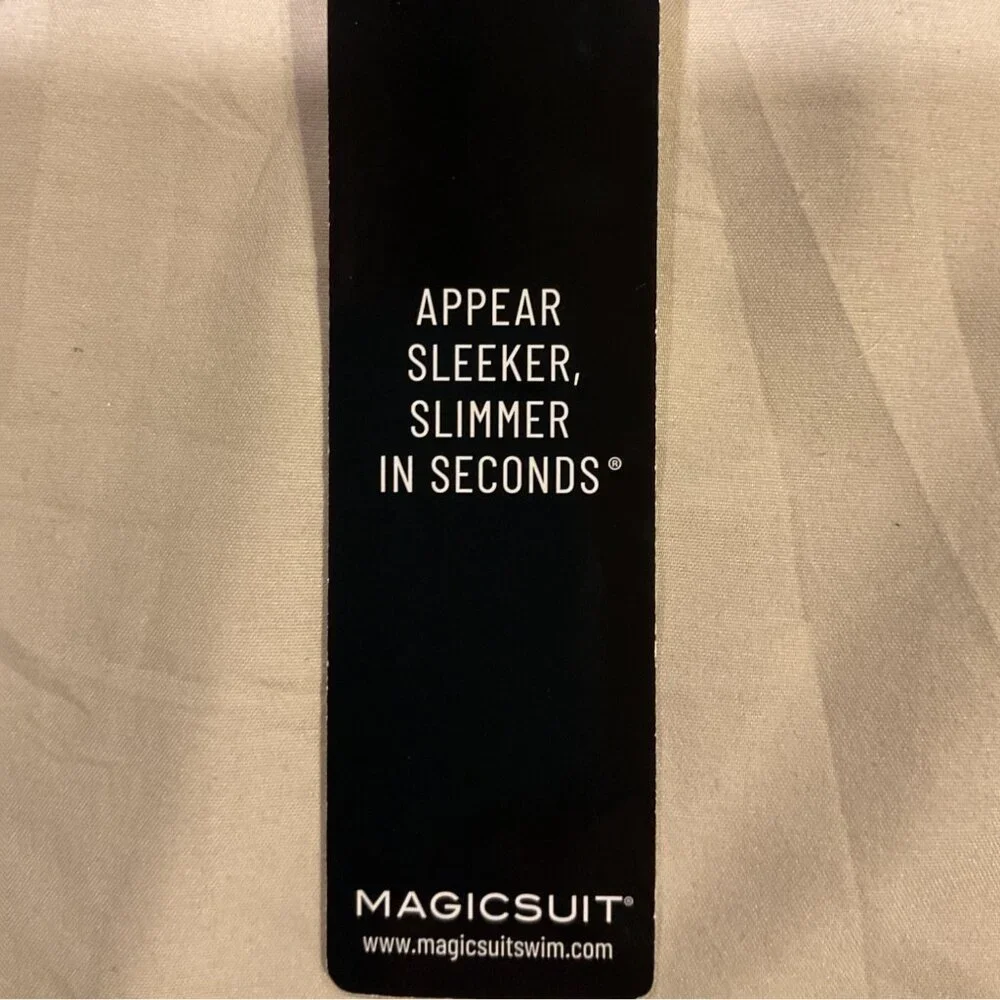 APPEAR
SLEEKER,
SLIMMER
IN SECONDS®
MAGICSUIT®
www.magicsuitswim.com